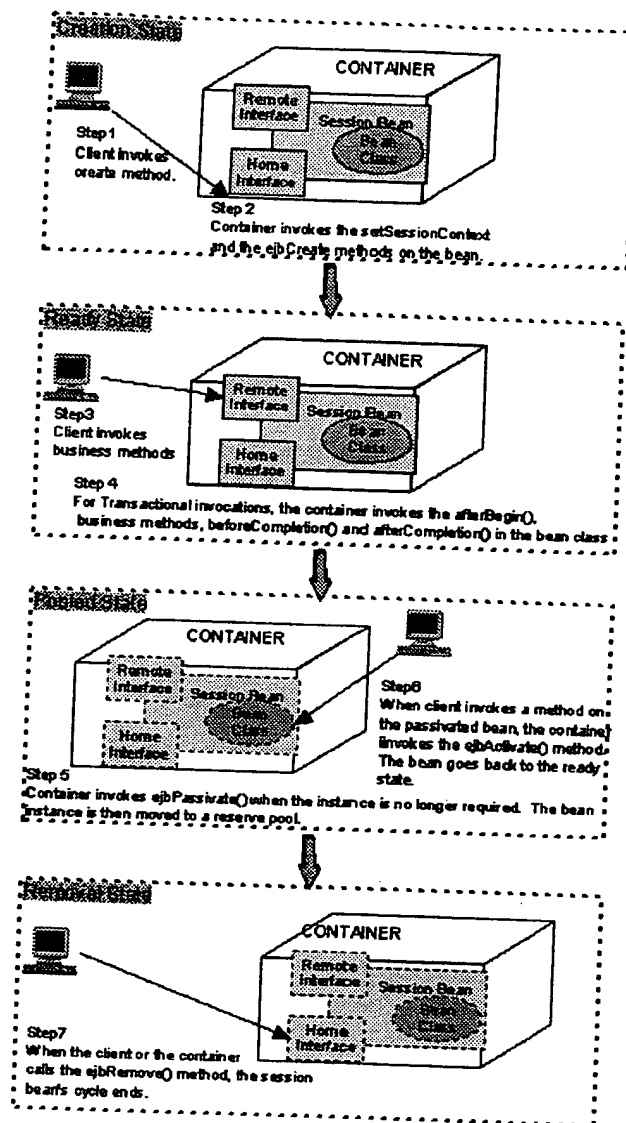 Creation State
CONTAINER
Remote
Interface
Session Bean
Bean
Class
Home
Interface
Step1
Client invokes
create method.
Step 2
Container invokes the setSessionContext
and the ejbCreate methods on the bean.
Ready State
CONTAINER
Remote
Interface
Session Bean
Bean
Class
Home
Interface
Step3
Client invokes
business methods
Step 4
For Transactional invocations, the container invokes the afterBegin(),
business methods, beforeCompletion() and afterCompletion() in the bean class
Pooled State
CONTAINER
Remote
Interface
Session Bean
Bean
Class
Home
Interface
Step6
When client invokes a method on
the passivated bean, the container
invokes the ejbActivate() method.
The bean goes back to the ready
state.
Step 5
Container invokes ejbPassivate() when the instance is no longer required. The bean
instance is then moved to a reserve pool.
Removal State
CONTAINER
Remote
Interface
Session Bean
Bean
Class
Home
Interface
Step7
When the client or the container
calls the ejbRemove() method, the session
bean's cycle ends.